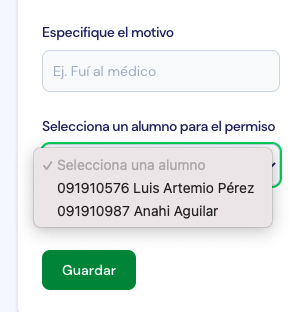 Especifique el motivo
Ej. Fuí al médico
Selecciona un alumno para el permiso
✓ Selecciona una alumno
091910576 Luis Artemio Pérez
091910987 Anahi Aguilar
Guardar